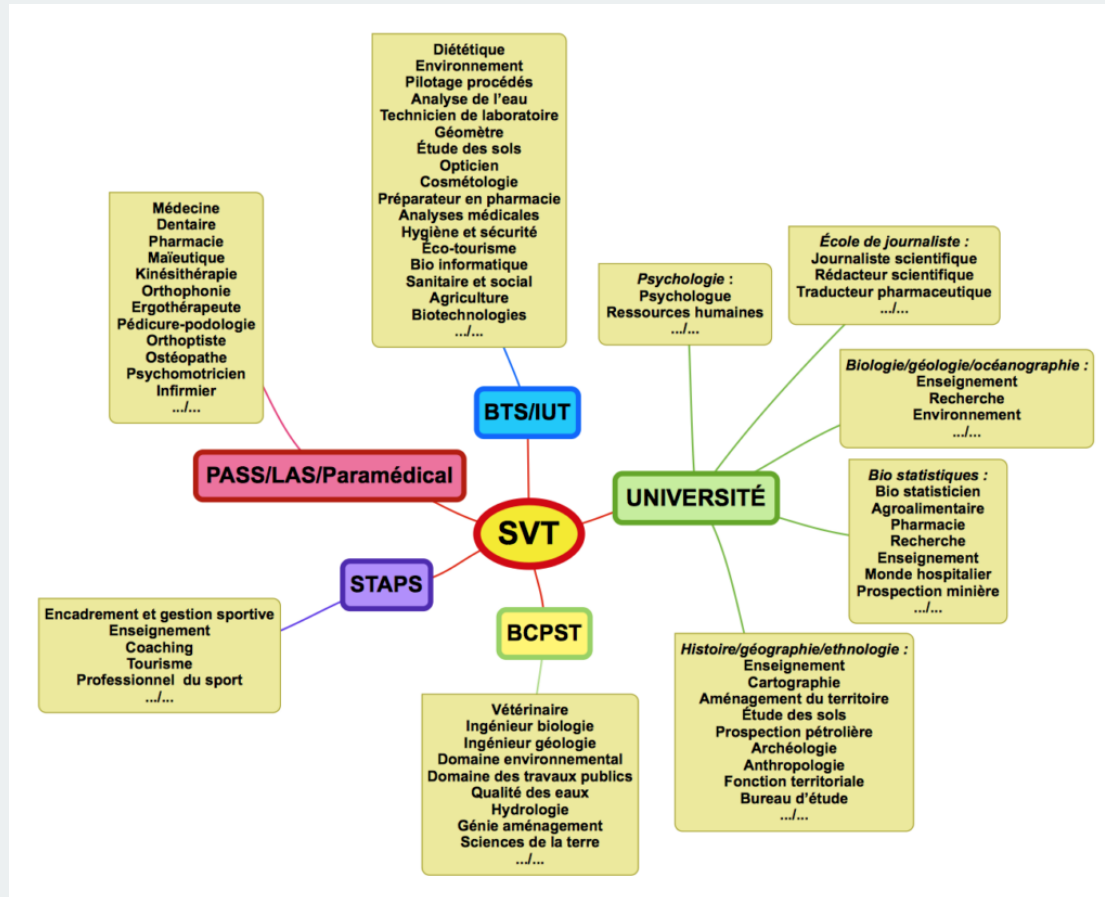 Diététique
Environnement
Pilotage procédés
Analyse de l'eau
Technicien de laboratoire
Géomètre
Étude des sols
Opticien
Cosmétologie
Préparateur en pharmacie
Analyses médicales
Hygiène et sécurité
Éco-tourisme
Bio informatique
Sanitaire et social
Agriculture
Biotechnologies
.../...
Médecine
Dentaire
Pharmacie
Maïeutique
Kinésithérapie
Orthophonie
Ergothérapeute
Pédicure-podologie
Orthoptiste
Ostéopathe
Psychomotricien
Infirmier
.../...
Psychologie :
Psychologue
Ressources humaines
.../...
École de journaliste :
Journaliste scientifique
Rédacteur scientifique
Traducteur pharmaceutique
.../...
Biologie/géologie/océanographie :
Enseignement
Recherche
Environnement
.../...
BTS/IUT
PASS/LAS/Paramédical
UNIVERSITÉ
SVT
STAPS
BCPST
Bio statistiques :
Bio statisticien
Agroalimentaire
Pharmacie
Recherche
Enseignement
Monde hospitalier
Prospection minière
.../...
Encadrement et gestion sportive
Enseignement
Coaching
Tourisme
Professionnel du sport
.../...
Histoire/géographie/ethnologie :
Enseignement
Cartographie
Aménagement du territoire
Étude des sols
Prospection pétrolière
Archéologie
Anthropologie
Fonction territoriale
Bureau d'étude
.../...
Vétérinaire
Ingénieur biologie
Ingénieur géologie
Domaine environnemental
Domaine des travaux publics
Qualité des eaux
Hydrologie
Génie aménagement
Sciences de la terre
.../...